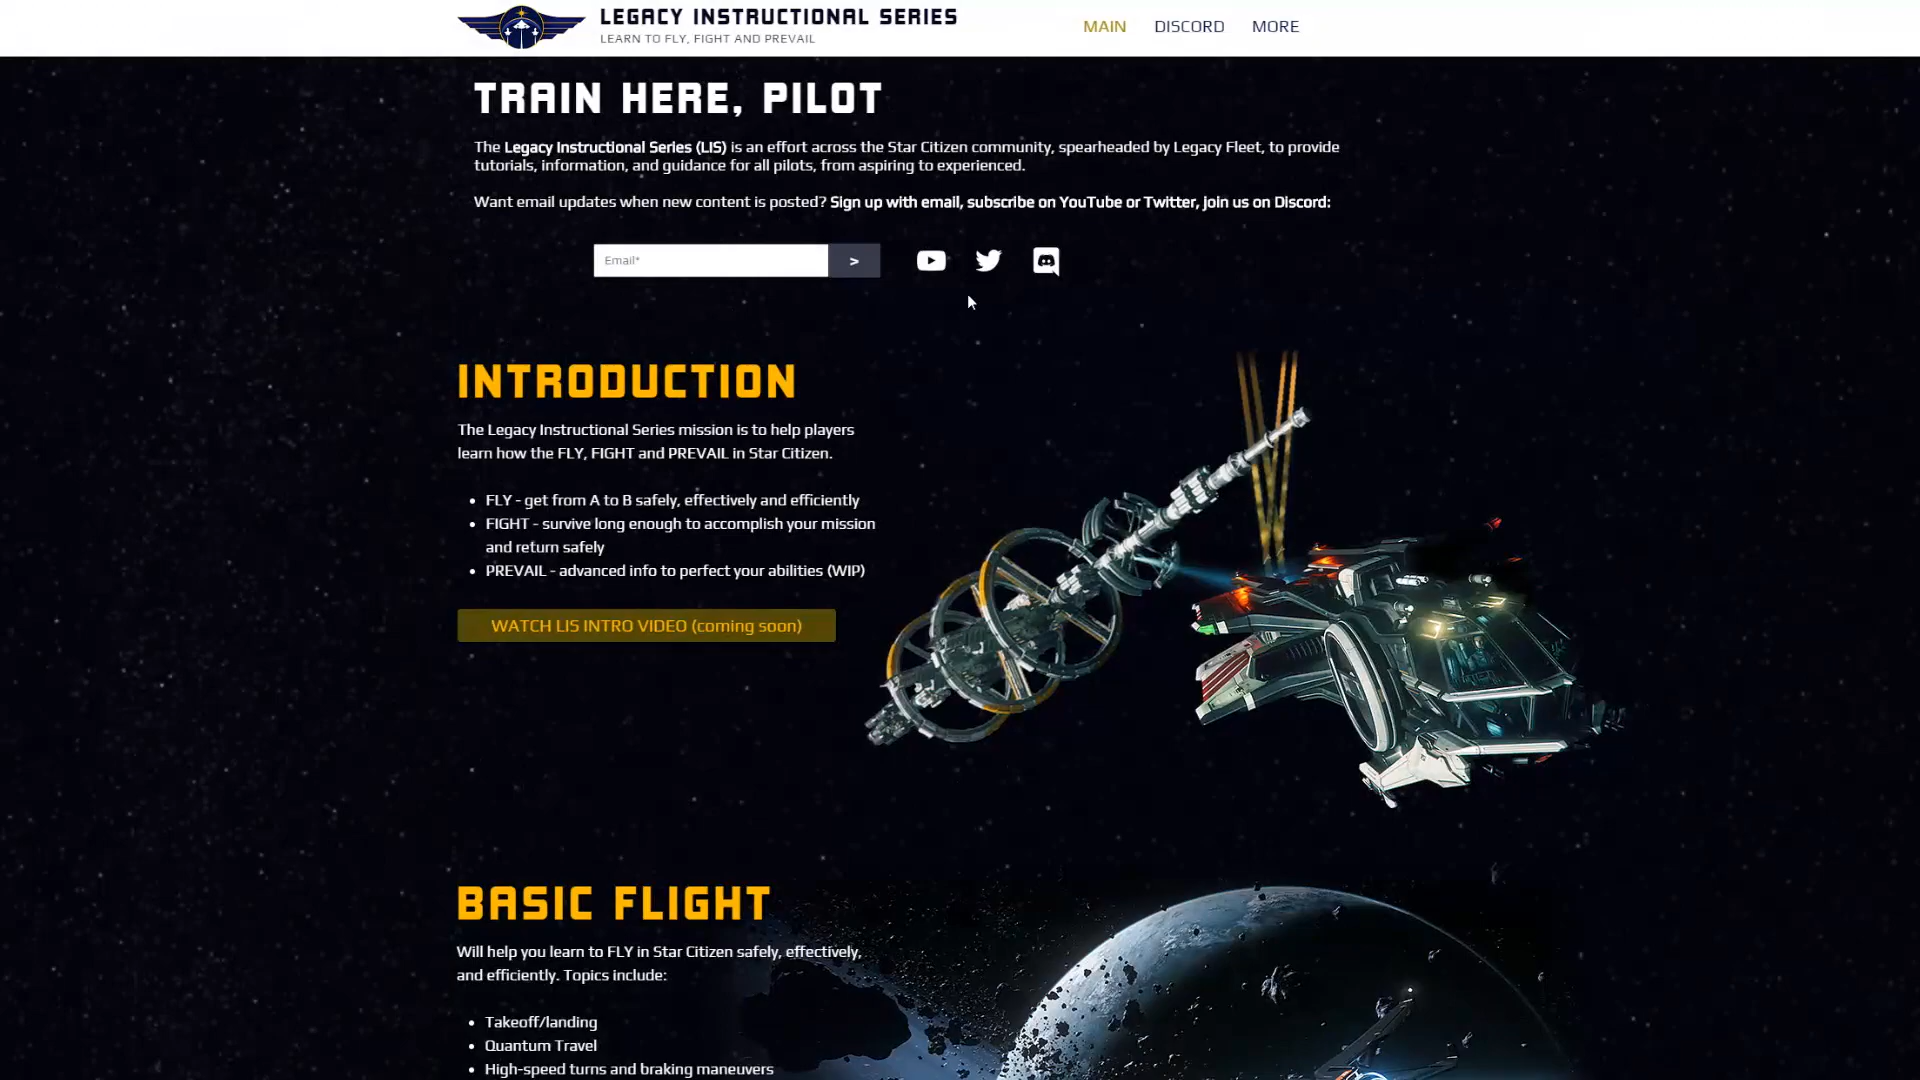 LEGACY INSTRUCTIONAL SERIES
LEARN TO FLY, FIGHT AND PREVAIL
MAIN DISCORD MORE
TRAIN HERE, PILOT
The Legacy Instructional Series (LIS) is an effort across the Star Citizen community, spearheaded by Legacy Fleet, to provide
tutorials, information, and guidance for all pilots, from aspiring to experienced.
Want email updates when new content is posted? Sign up with email, subscribe on YouTube or Twitter, join us on Discord:
Email* >
INTRODUCTION
The Legacy Instructional Series mission is to help players
learn how the FLY, FIGHT and PREVAIL in Star Citizen.
• FLY - get from A to B safely, effectively and efficiently
• FIGHT - survive long enough to accomplish your mission
and return safely
• PREVAIL - advanced info to perfect your abilities (WIP)
WATCH LIS INTRO VIDEO (coming soon)
BASIC FLIGHT
Will help you learn to FLY in Star Citizen safely, effectively,
and efficiently. Topics include:
• Takeoff/landing
• Quantum Travel
• High-speed turns and braking maneuvers